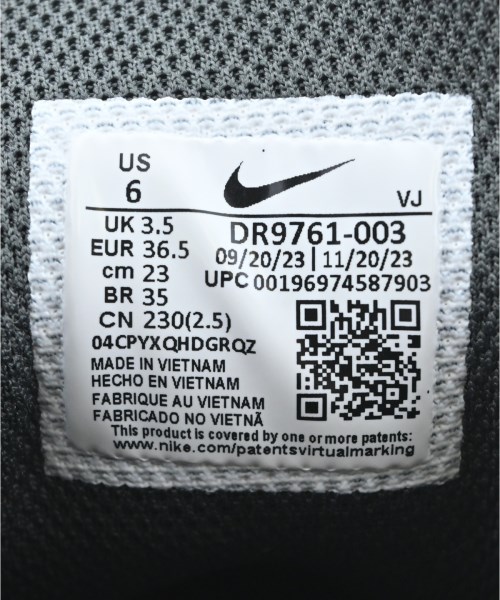 US
6
VJ
UK 3.5
EUR 36.5
cm 23
BR 35
CN 230(2.5)
DR9761-003
09/20/23 | 11/20/23
UPC 00196974587903
04CPYXQHDGRQZ
MADE IN VIETNAM
HECHO EN VIETNAM
FABRIQUE AU VIETNAM
FABRICADO NO VIETNÃ
This product is covered by one or more patents:
www.nike.com/patentsvirtualmarking